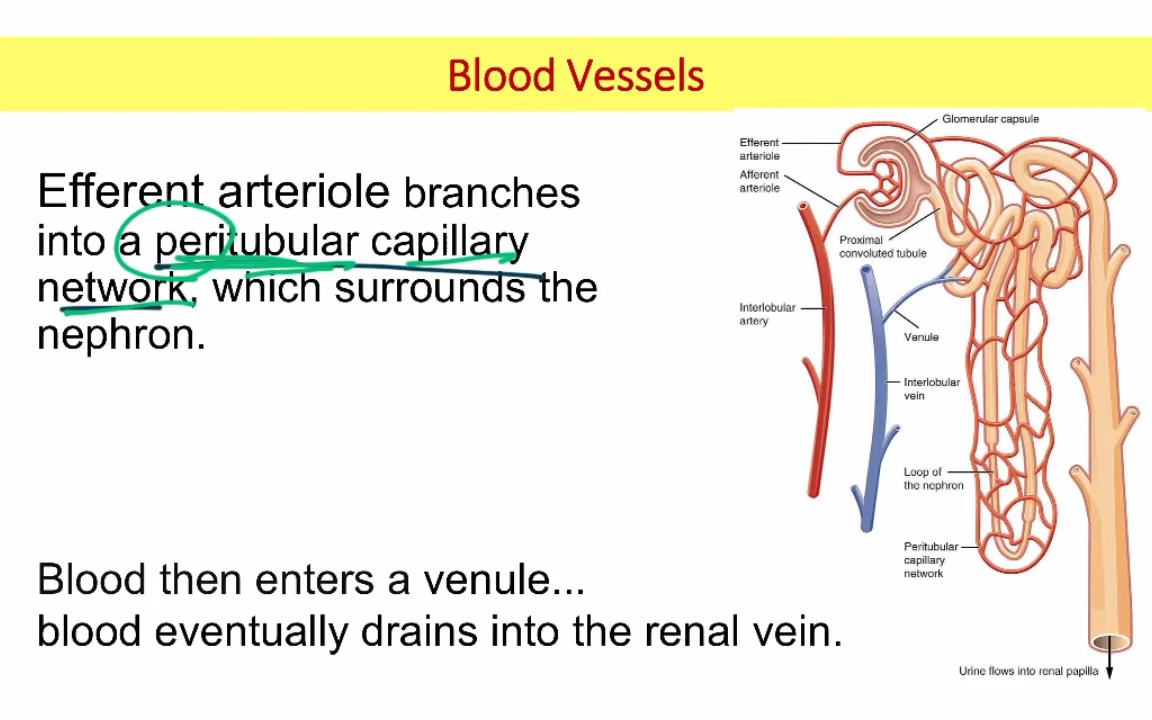 Blood Vessels
Efferent arteriole branches
into a peritubular capillary
network, which surrounds the
nephron.
Blood then enters a venule...
blood eventually drains into the renal vein.
Glomerular capsule
Efferent
arteriole
Afferent
arteriole
Proximal
convoluted tubule
Interlobular
artery
Venule
Interlobular
vein
Loop of
the nephron
Peritubular
capillary
network
Urine flows into renal papilla